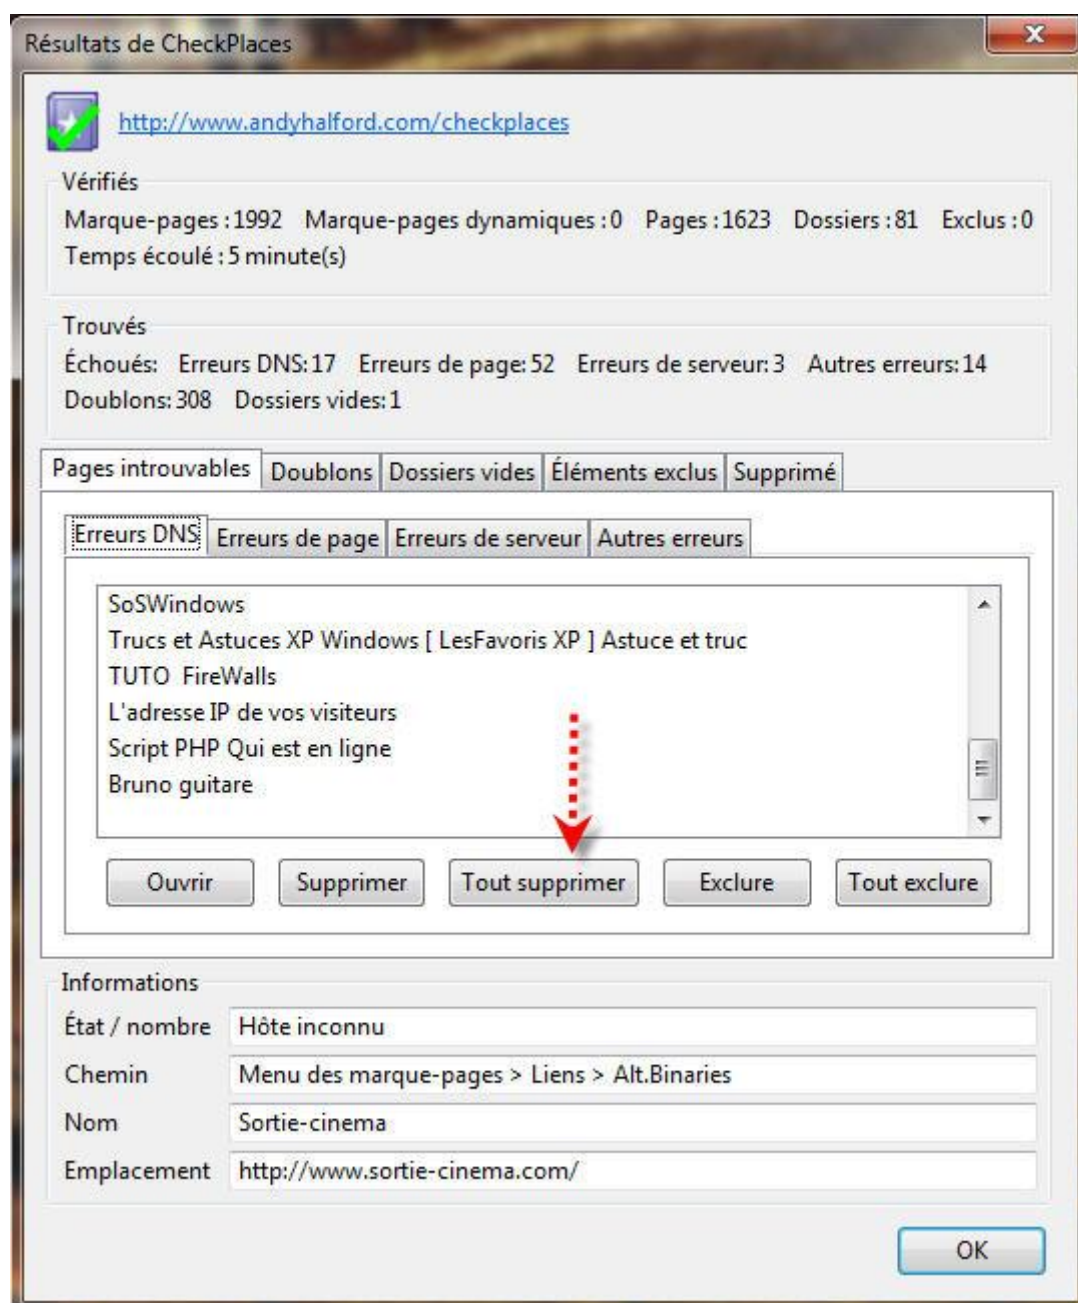 Résultats de CheckPlaces
http://www.andyhalford.com/checkplaces
Vérifiés
Marque-pages :1992 Marque-pages dynamiques :0 Pages :1623 Dossiers :81 Exclus :0
Temps écoulé :5 minute(s)
Trouvés
Échoués: Erreurs DNS:17 Erreurs de page:52 Erreurs de serveur:3 Autres erreurs:14
Doublons:308 Dossiers vides:1
Pages introuvables Doublons Dossiers vides Éléments exclus Supprimé
Erreurs DNS Erreurs de page Erreurs de serveur Autres erreurs
SoSWindows
Trucs et Astuces XP Windows [ LesFavoris XP ] Astuce et truc
TUTO FireWalls
L'adresse IP de vos visiteurs
Script PHP Qui est en ligne
Bruno guitare
Ouvrir Supprimer Tout supprimer Exclure Tout exclure
Informations
État / nombre Hôte inconnu
Chemin Menu des marque-pages > Liens > Alt.Binaries
Nom Sortie-cinema
Emplacement http://www.sortie-cinema.com/
OK